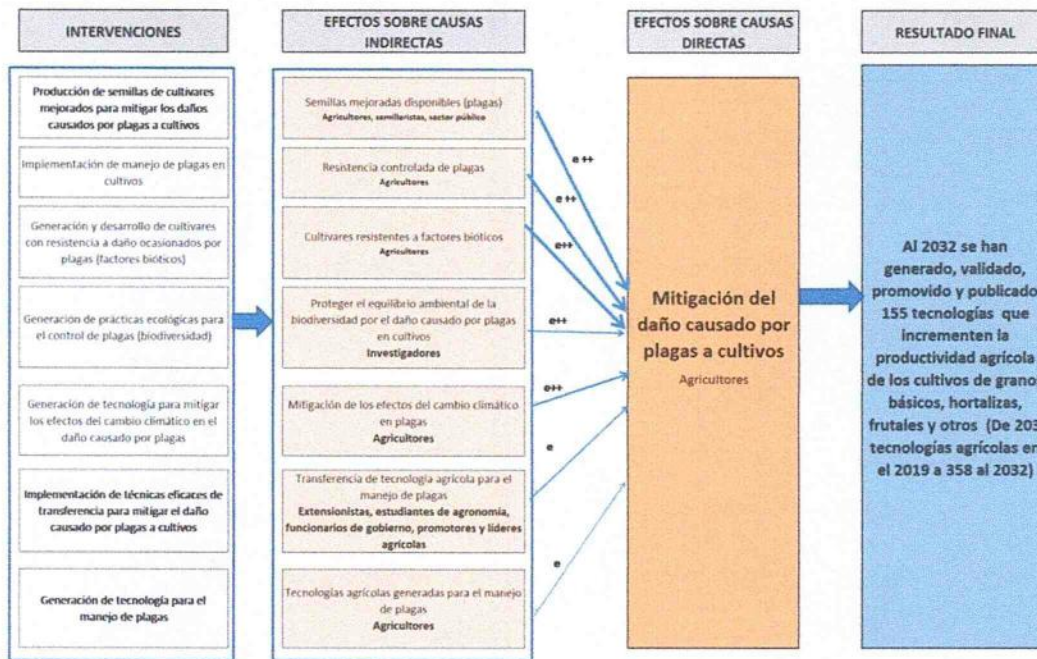 INTERVENCIONES
EFECTOS SOBRE CAUSAS
INDIRECTAS
EFECTOS SOBRE CAUSAS
DIRECTAS
RESULTADO FINAL
Producción de semillas de cultivares
mejorados para mitigar los daños
causados por plagas a cultivos
Implementación de manejo de plagas en
cultivos
Generación y desarrollo de cultivares
con resistencia a daño ocasionados por
plagas (factores bióticos)
Generación de prácticas ecológicas para
el control de plagas (biodiversidad)
Generación de tecnología para mitigar
los efectos del cambio climático en el
daño causado por plagas
Implementación de técnicas eficaces de
transferencia para mitigar el daño
causado por plagas a cultivos
Generación de tecnología para el
manejo de plagas
Semillas mejoradas disponibles (plagas)
Agricultores, semilleristas, sector público
Resistencia controlada de plagas
Agricultores
Cultivares resistentes a factores bióticos
Agricultores
Proteger el equilibrio ambiental de la
biodiversidad por el daño causado por plagas
en cultivos
Investigadores
Mitigación de los efectos del cambio climático
en plagas
Agricultores
Transferencia de tecnología agrícola para el
manejo de plagas
Extensionistas, estudiantes de agronomía,
funcionarios de gobierno, promotores y líderes
agrícolas
Tecnologías agrícolas generadas para el manejo
de plagas
Agricultores
e ++
e ++
e++
e++
e++
e
e
Mitigación del
daño causado por
plagas a cultivos
Agricultores
Al 2032 se han
generado, validado,
promovido y publicado
155 tecnologías que
incrementen la
productividad agrícola
de los cultivos de grano
básicos, hortalizas,
frutales y otros (De 203
tecnologías agrícolas en
el 2019 a 358 al 2032)